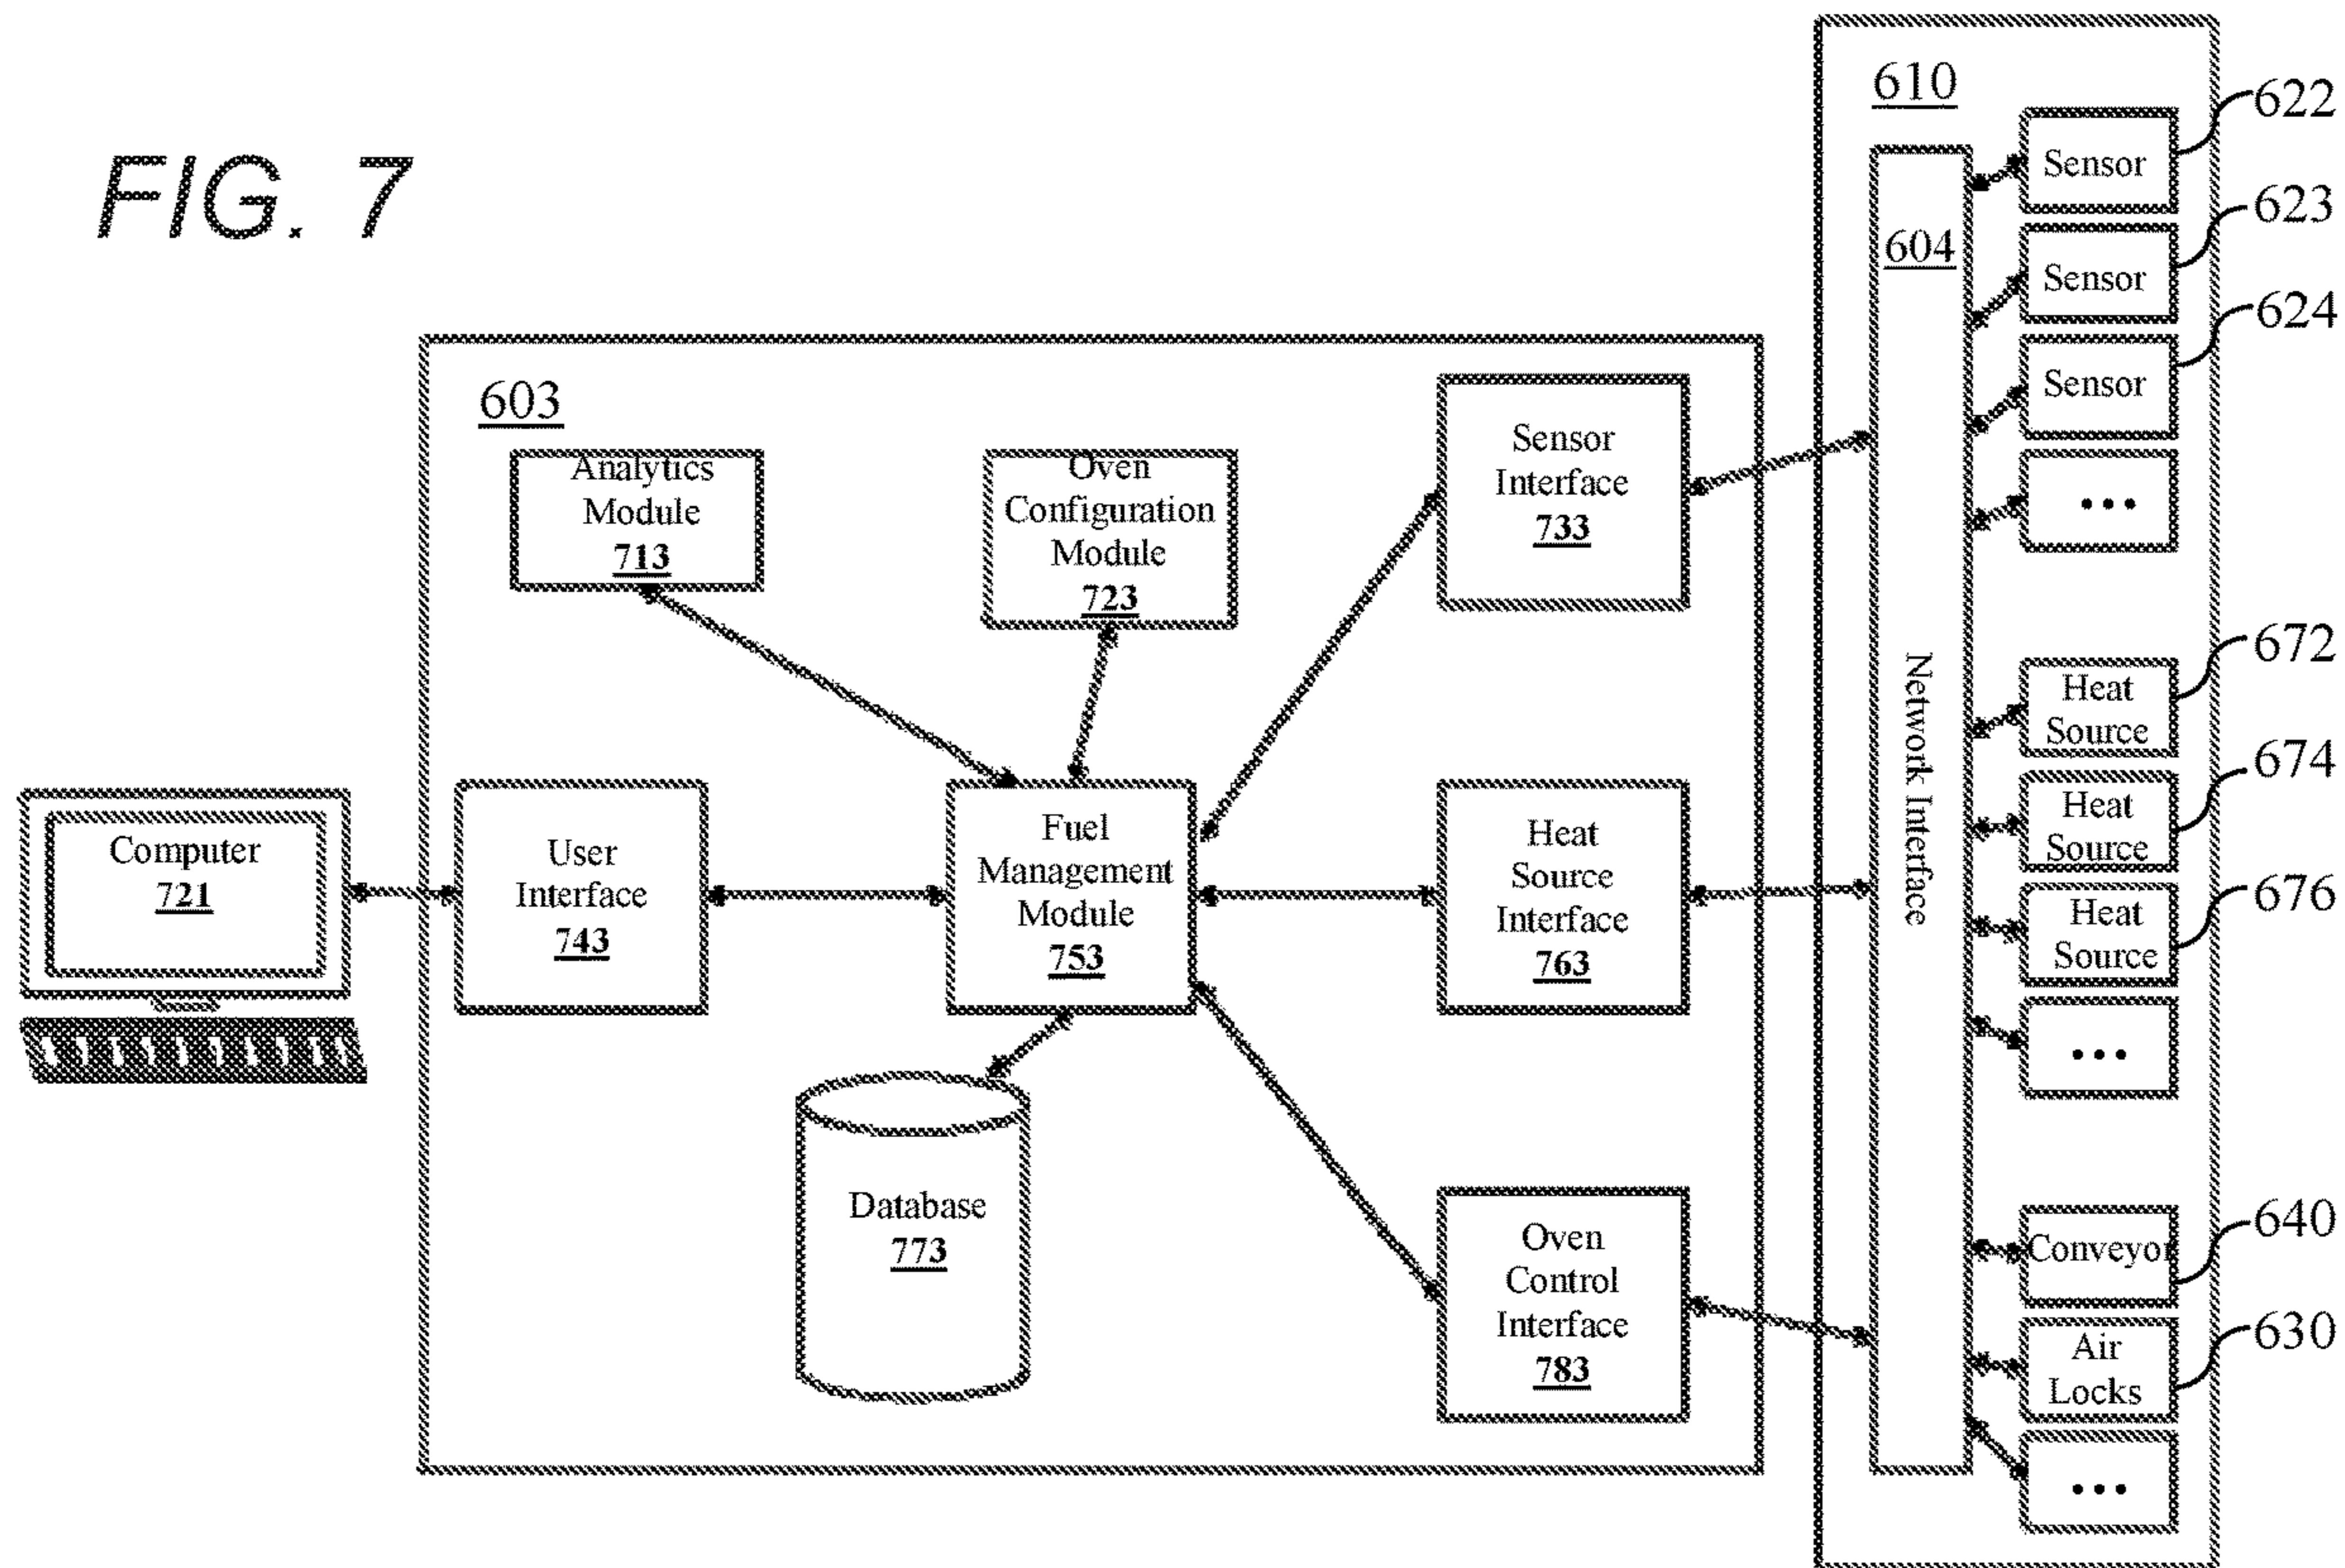 FIG. 7
603
Analytics
Module
713
Oven
Configuration
Module
723
Sensor
Interface
733
Computer
721
User
Interface
743
Fuel
Management
Module
753
Heat
Source
Interface
763
Database
773
Oven
Control
Interface
783
610
604
Network Interface
Sensor
622
Sensor
623
Sensor
624
•••
Heat
Source
672
Heat
Source
674
Heat
Source
676
•••
Conveyor
640
Air
Locks
630
•••